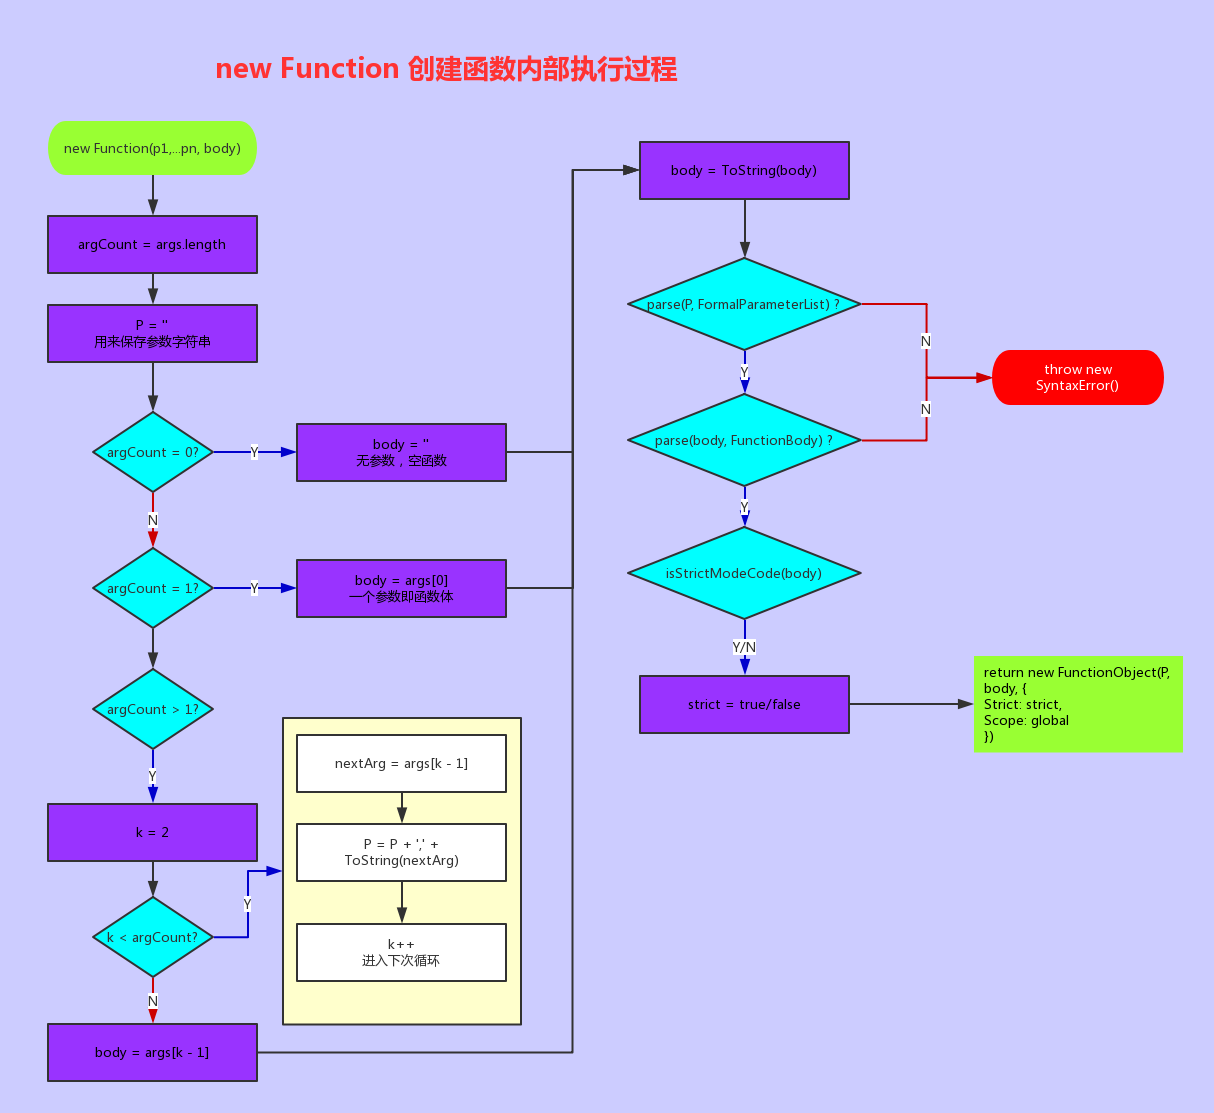 new Function 创建函数内部执行过程
new Function(p1,...pn, body)
argCount = args.length
P = ''
用来保存参数字符串
argCount = 0?
Y
body = ''
无参数，空函数
N
argCount = 1?
Y
body = args[0]
一个参数即函数体
argCount > 1?
Y
k = 2
k < argCount?
Y
nextArg = args[k - 1]
P = P + ',' +
ToString(nextArg)
k++
进入下次循环
N
body = args[k - 1]
body = ToString(body)
parse(P, FormalParameterList) ?
N
Y
throw new
SyntaxError()
parse(body, FunctionBody) ?
N
Y
isStrictModeCode(body)
Y/N
strict = true/false
return new FunctionObject(P,
body, {
Strict: strict,
Scope: global
})